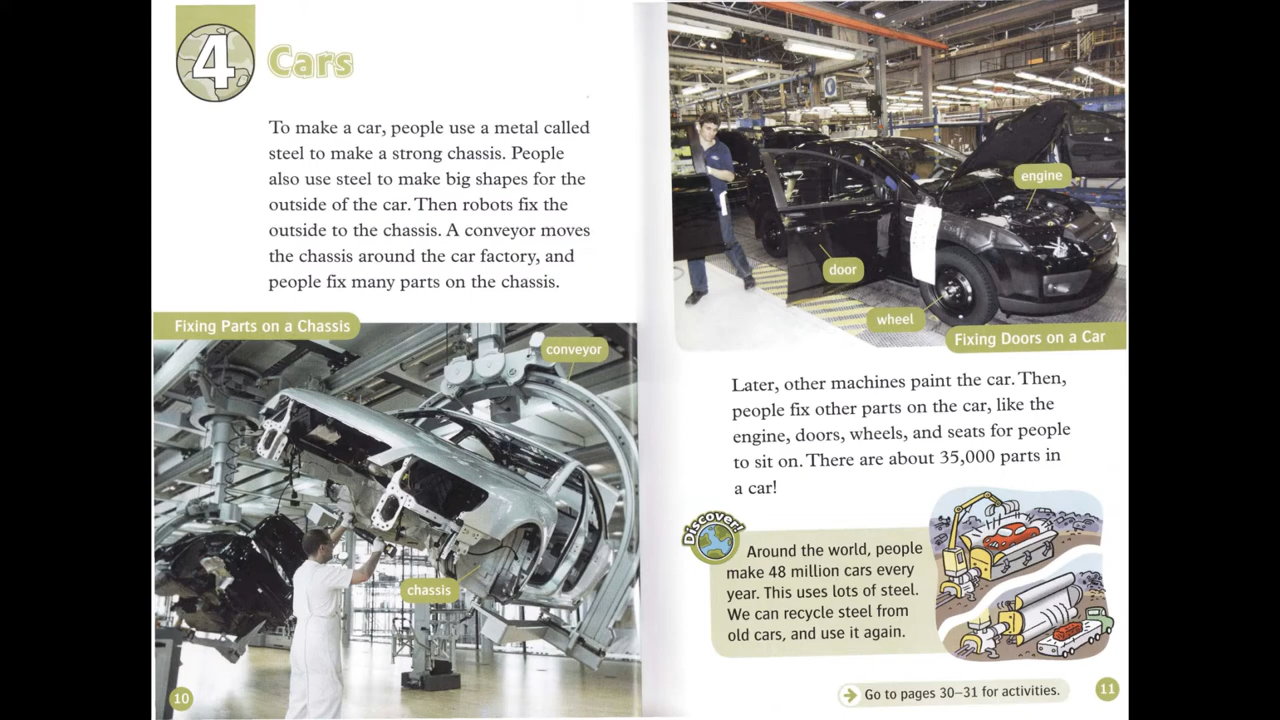 4 Cars
To make a car, people use a metal called
steel to make a strong chassis. People
also use steel to make big shapes for the
outside of the car. Then robots fix the
outside to the chassis. A conveyor moves
the chassis around the car factory, and
people fix many parts on the chassis.
Fixing Parts on a Chassis
conveyor
chassis
10
engine
door
wheel
Fixing Doors on a Car
Later, other machines paint the car. Then,
people fix other parts on the car, like the
engine, doors, wheels, and seats for people
to sit on. There are about 35,000 parts in
a car!
Discover!
Around the world, people
make 48 million cars every
year. This uses lots of steel.
We can recycle steel from
old cars, and use it again.
Go to pages 30–31 for activities.
11